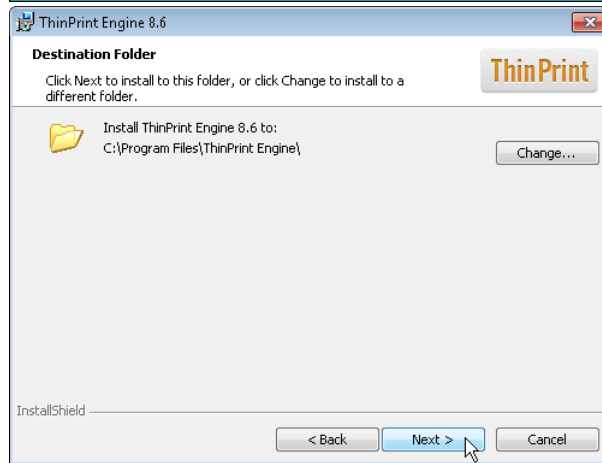 ThinPrint Engine 8.6
Destination Folder
Click Next to install to this folder, or click Change to install to a
different folder.
ThinPrint
Install ThinPrint Engine 8.6 to:
C:\Program Files\ThinPrint Engine\
Change...
InstallShield
< Back
Next >
Cancel